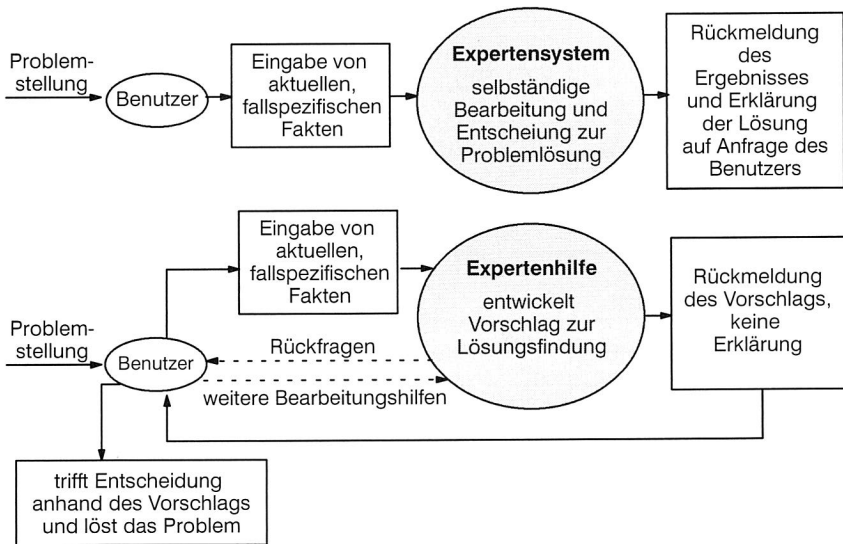 Problem-
stellung
Benutzer
Eingabe von
aktuellen,
fallspezifischen
Fakten
Expertensystem
selbständige
Bearbeitung und
Entscheiung zur
Problemlösung
Rückmeldung
des
Ergebnisses
und Erklärung
der Lösung
auf Anfrage des
Benutzers
Problem-
stellung
Benutzer
Eingabe von
aktuellen,
fallspezifischen
Fakten
Rückfragen
weitere Bearbeitungshilfen
Expertenhilfe
entwickelt
Vorschlag zur
Lösungsfindung
Rückmeldung
des Vorschlags,
keine
Erklärung
trifft Entscheidung
anhand des Vorschlags
und löst das Problem